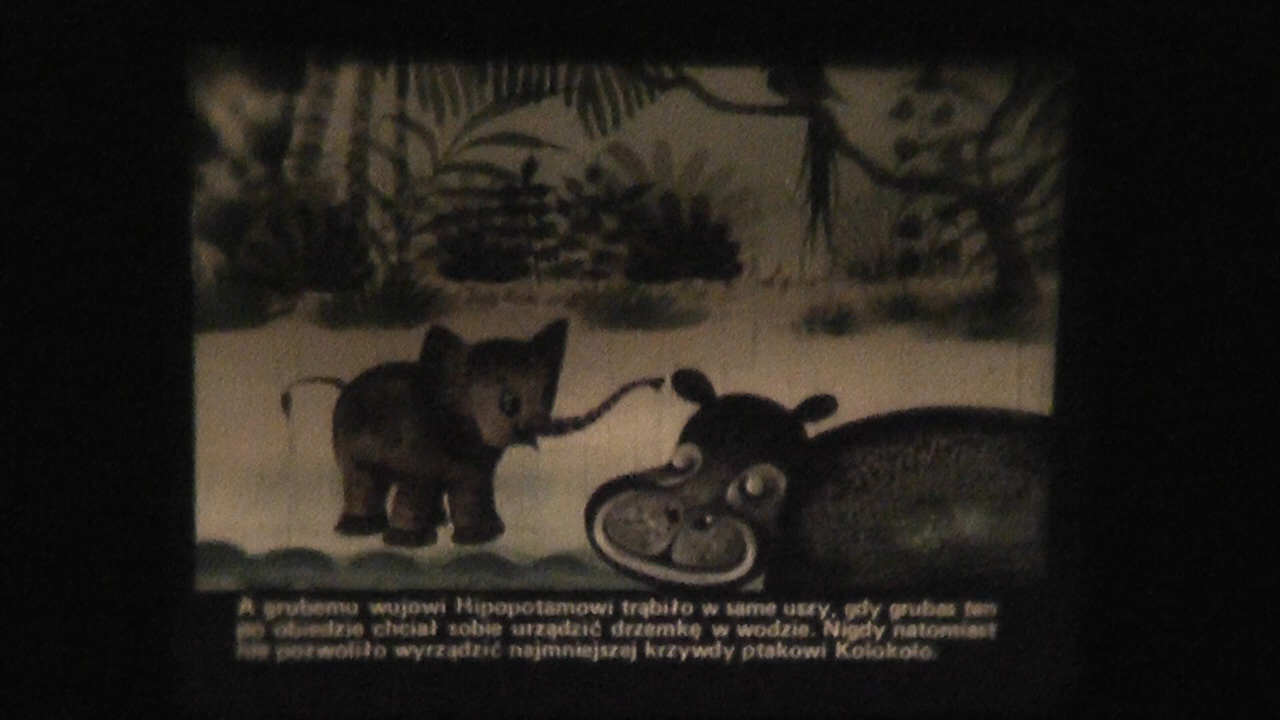 A grubemu wujowi Hipopotamowi trąbiło w same uszy, gdy grubas ten
po obiedzie chciał sobie urządzić drzemkę w wodzie. Nigdy natomiast
nie pozwoliło wyrządzić najmniejszej krzywdy ptakowi Kolokolo.